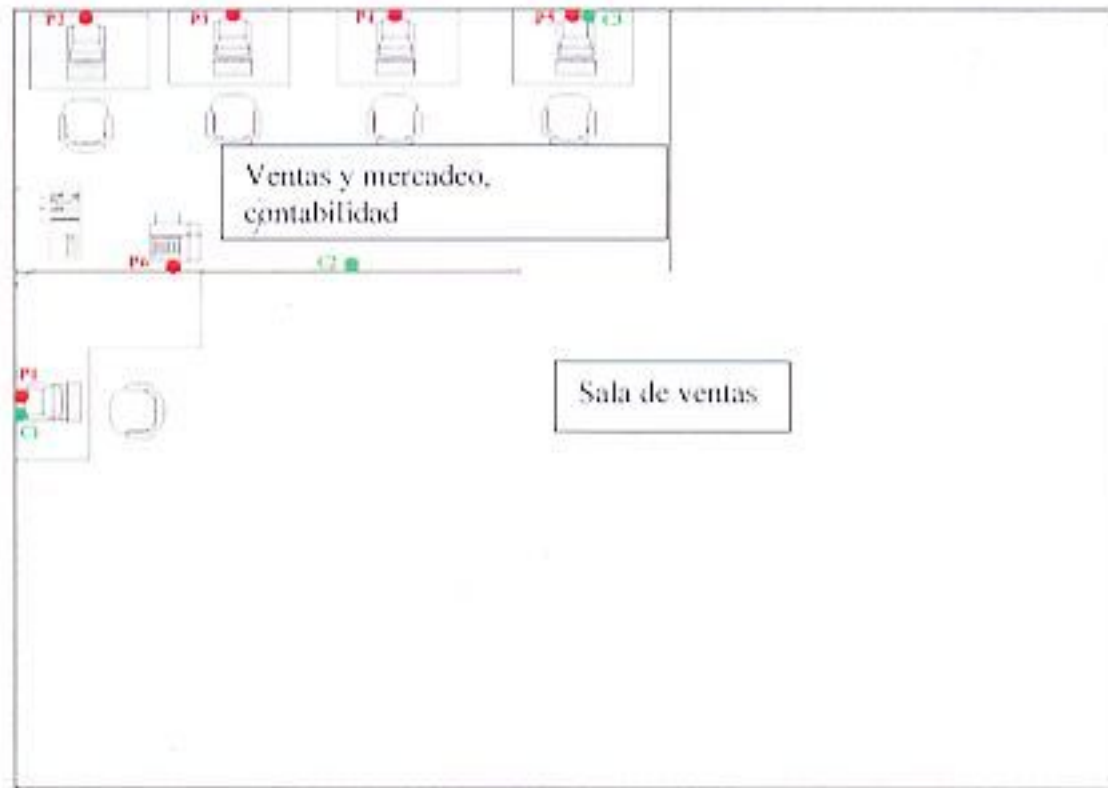 P2
P3
P4
P5
C3
Ventas y mercadeo,
contabilidad
P6
C2
P1
C1
Sala de ventas